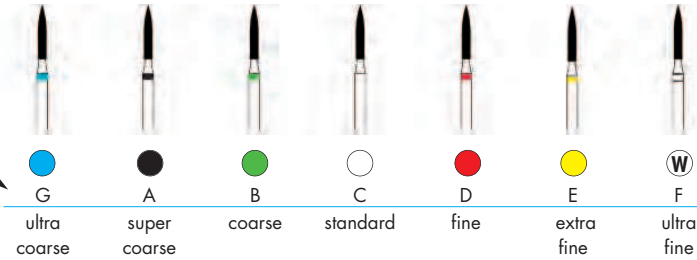 W
G A B C D E F
ultra super coarse standard fine extra ultra
coarse coarse fine fine